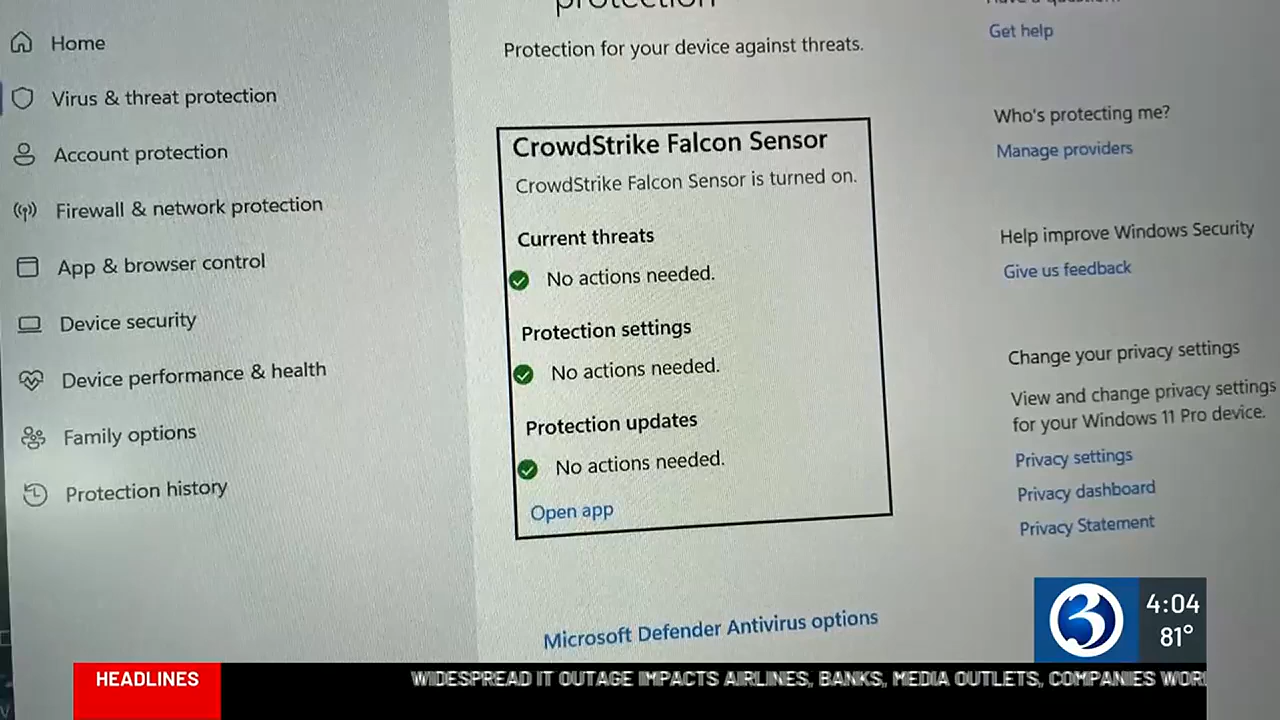 protection
Protection for your device against threats.
Home
Virus & threat protection
Account protection
Firewall & network protection
App & browser control
Device security
Device performance & health
Family options
Protection history
CrowdStrike Falcon Sensor
CrowdStrike Falcon Sensor is turned on.
Current threats
No actions needed.
Protection settings
No actions needed.
Protection updates
No actions needed.
Open app
Microsoft Defender Antivirus options
Have a question?
Get help
Who's protecting me?
Manage providers
Help improve Windows Security
Give us feedback
Change your privacy settings
View and change privacy settings
for your Windows 11 Pro device.
Privacy settings
Privacy dashboard
Privacy Statement
3
4:04
81°
HEADLINES
WIDESPREAD IT OUTAGE IMPACTS AIRLINES, BANKS, MEDIA OUTLETS, COMPANIES